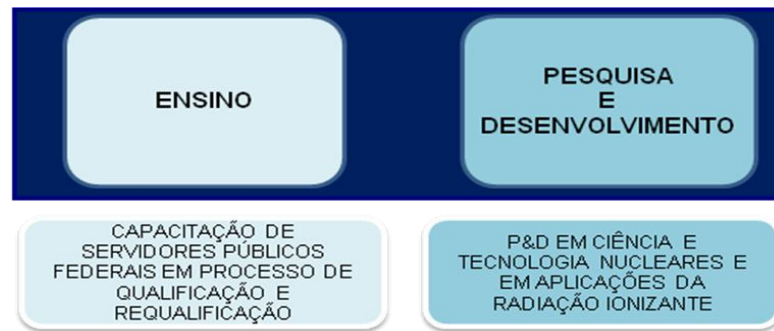 ENSINO
PESQUISA
E
DESENVOLVIMENTO
CAPACITAÇÃO DE
SERVIDORES PÚBLICOS
FEDERAIS EM PROCESSO DE
QUALIFICAÇÃO E
REQUALIFICAÇÃO
P&D EM CIÊNCIA E
TECNOLOGIA NUCLEARES E
EM APLICAÇÕES DA
RADIAÇÃO IONIZANTE